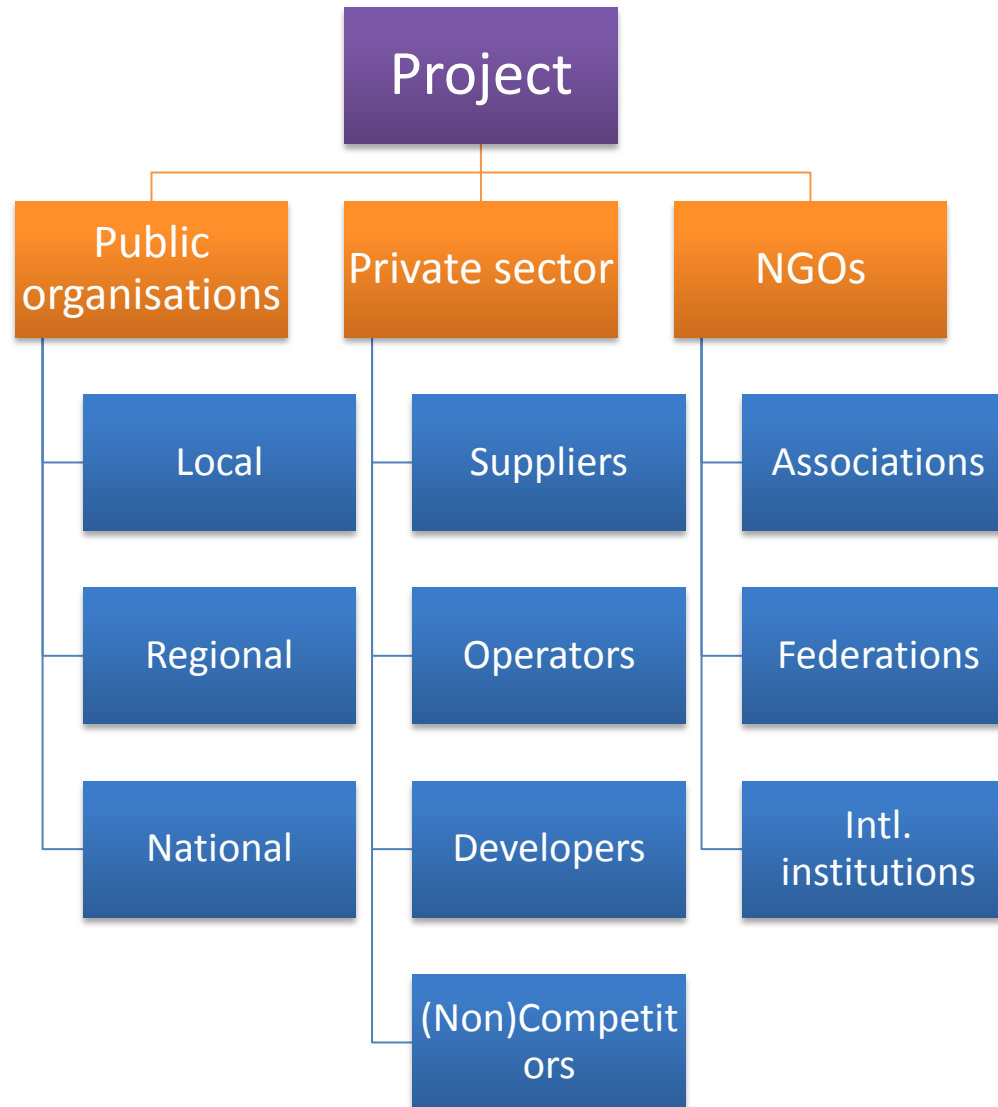 Project
Public
organisations
Private sector
NGOs
Local
Suppliers
Associations
Regional
Operators
Federations
National
Developers
Intl.
institutions
(Non)Competit
ors